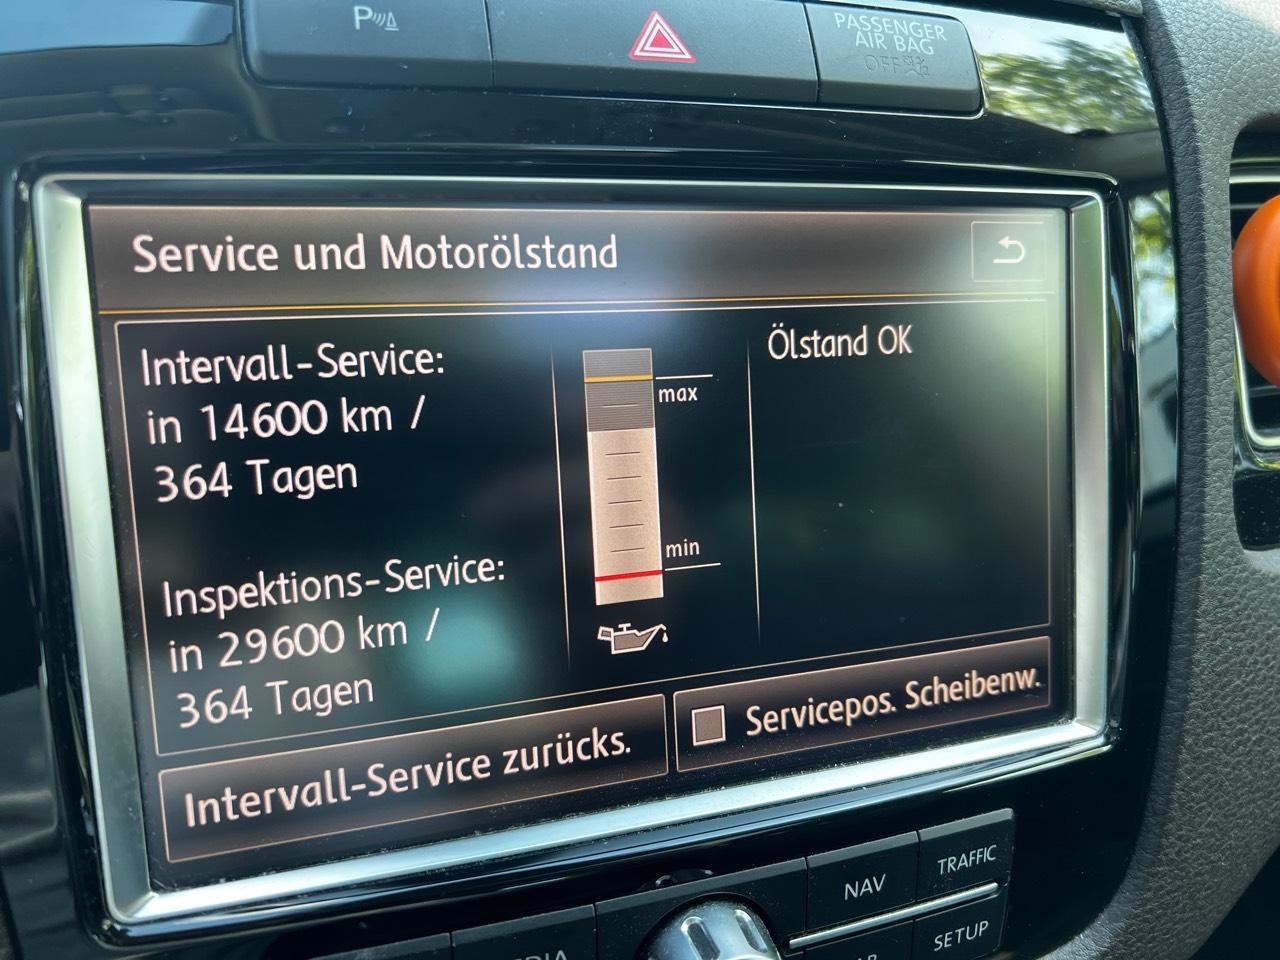 P
PASSENGER
AIR BAG
OFF
Service und Motorölstand
Intervall-Service:
in 14600 km /
364 Tagen
Inspektions-Service:
in 29600 km /
364 Tagen
max
min
Ölstand OK
Intervall-Service zurücks.
Servicepos. Scheibenw.
NAV
TRAFFIC
SETUP